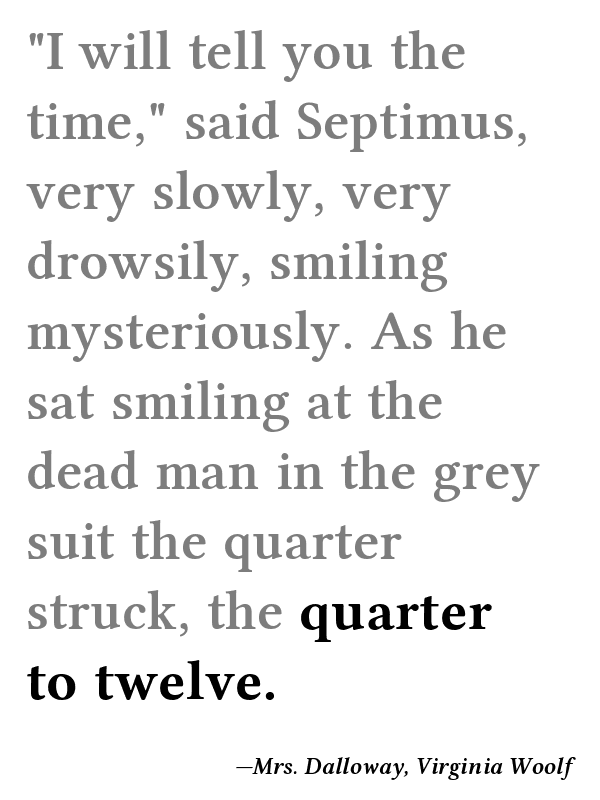 "I will tell you the
time," said Septimus,
very slowly, very
drowsily, smiling
mysteriously. As he
sat smiling at the
dead man in the grey
suit the quarter
struck, the quarter
to twelve.
—Mrs. Dalloway, Virginia Woolf